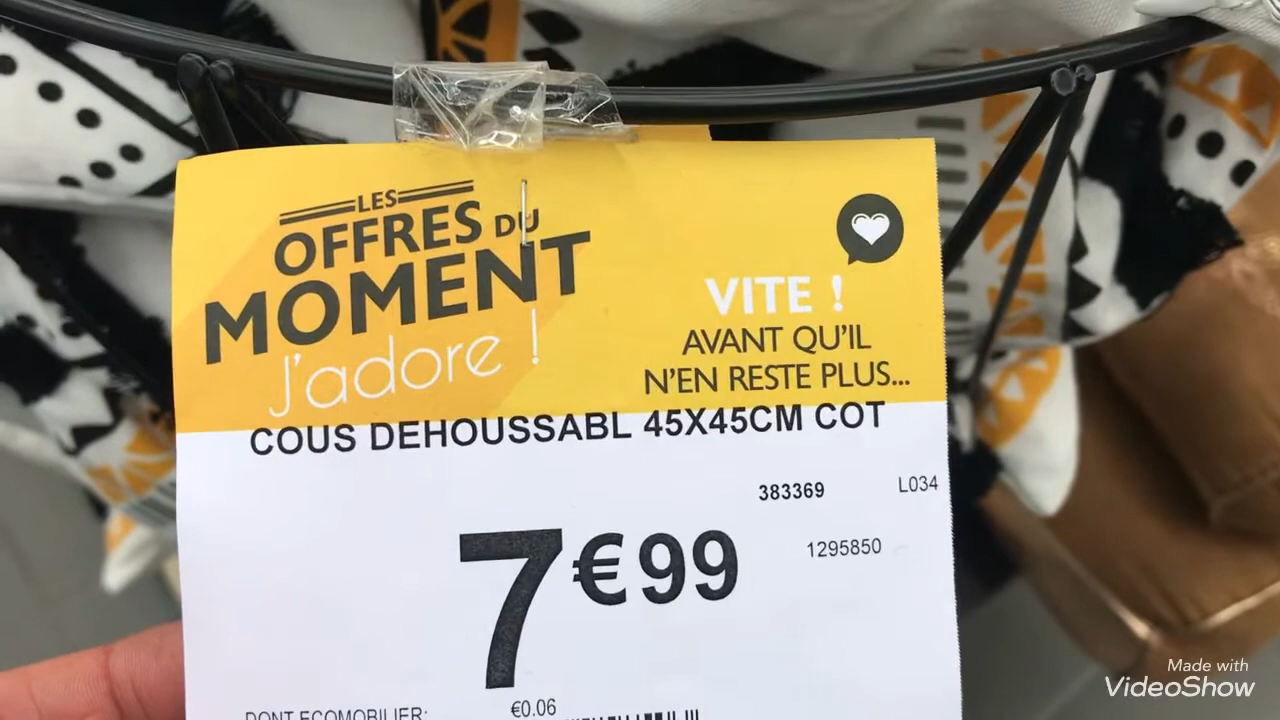 LES
OFFRES DU
MOMENT
J'adore !
VITE !
AVANT QU'IL
N'EN RESTE PLUS...
COUS DEHOUSSABL 45X45CM COT
383369
L034
7€99
1295850
DONT ECOMOBILIER: €0.06
Made with
VideoShow